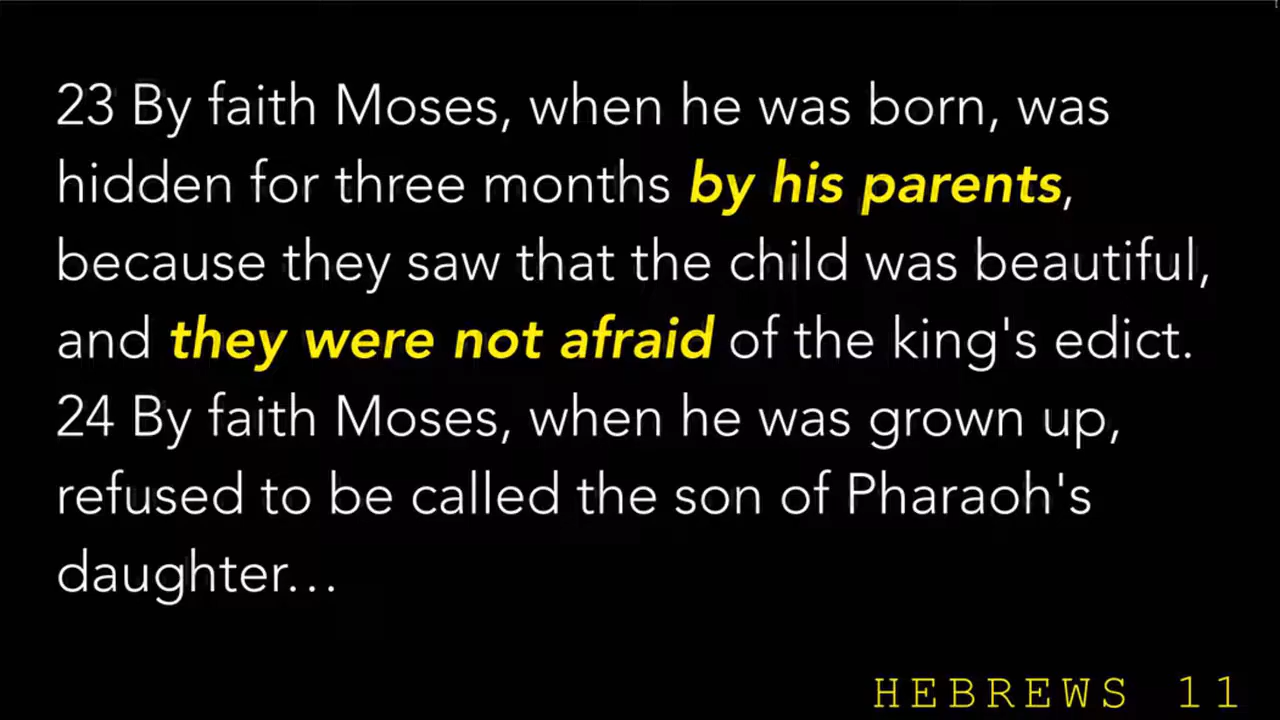 23 By faith Moses, when he was born, was
hidden for three months by his parents,
because they saw that the child was beautiful,
and they were not afraid of the king's edict.
24 By faith Moses, when he was grown up,
refused to be called the son of Pharaoh's
daughter…
HEBREWS 11